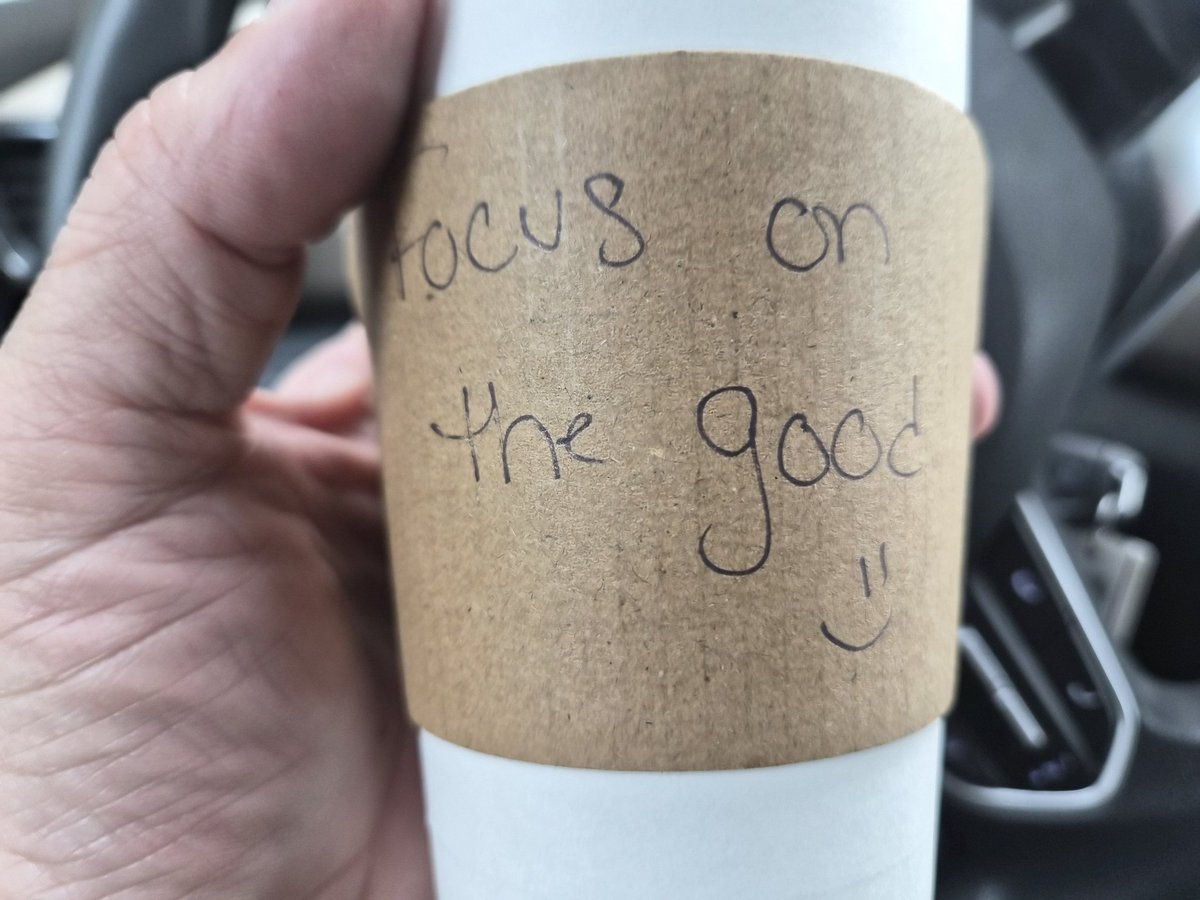 Focus on
the good